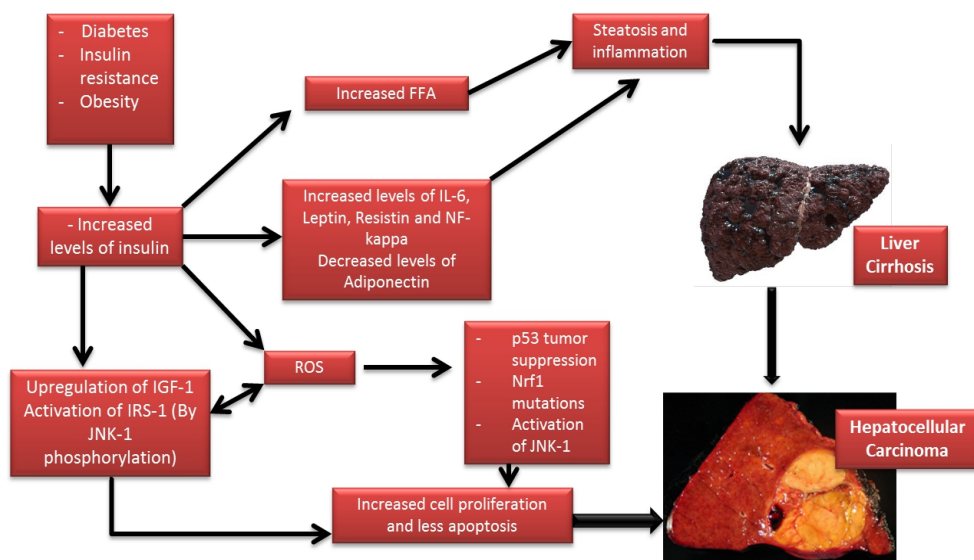 - Diabetes
- Insulin
resistance
- Obesity
Steatosis and
inflammation
Increased FFA
- Increased
levels of insulin
Increased levels of IL-6,
Leptin, Resistin and NF-
kappa
Decreased levels of
Adiponectin
Liver
Cirrhosis
ROS
- p53 tumor
suppression
- Nrf1
mutations
- Activation
of JNK-1
Upregulation of IGF-1
Activation of IRS-1 (By
JNK-1
phosphorylation)
Hepatocellular
Carcinoma
Increased cell proliferation
and less apoptosis